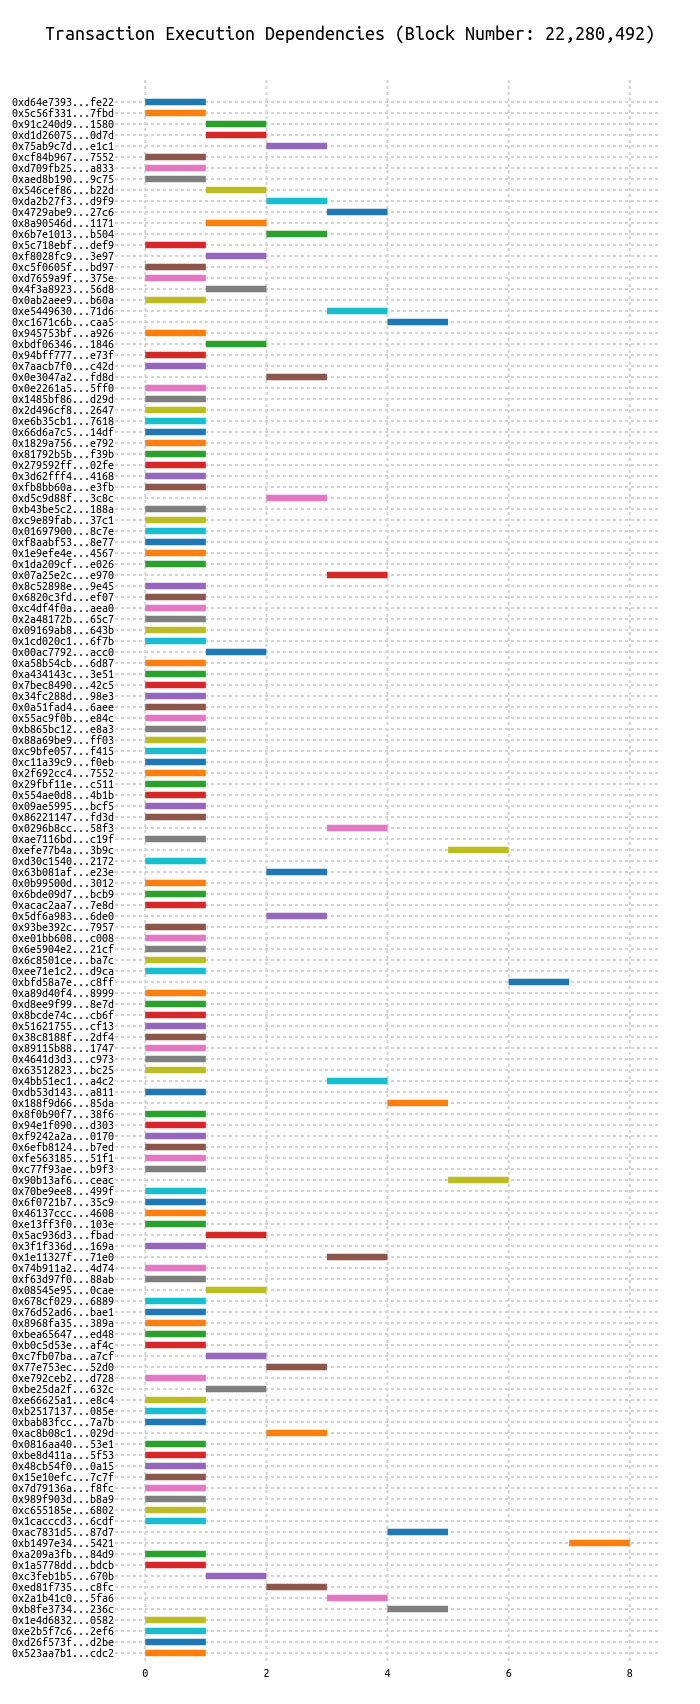 Transaction Execution Dependencies (Block Number: 22,280,492)
0xd64e7393...fe22
0x5c56f331...7fbd
0x91c240d9...1580
0xd1d26075...0d7d
0x75ab9c7d...e1c1
0xcf84b967...7552
0xd709fb25...a833
0xaed8b190...9c75
0x546cef86...b22d
0xda2b27f3...d9f9
0x4729abe9...27c6
0x8a90546d...1171
0x6b7e1013...b504
0x5c718ebf...def9
0xf8028fc9...3e97
0xc5f0605f...bd97
0xd7659a9f...375e
0x4f3a8923...56d8
0x0ab2aee9...b60a
0xe5449630...71d6
0xc1671c6b...caa5
0x945753bf...a926
0xbdf06346...1846
0x94bff777...e73f
0x7aacb7f0...c42d
0x0e3047a2...fd8d
0x0e2261a5...5ff0
0x1485bf86...d29d
0x2d496cf8...2647
0xe6b35cb1...7618
0x66d6a7c5...14df
0x1829a756...e792
0x81792b5b...f39b
0x279592ff...02fe
0x3d62fff4...4168
0xfb8bb60a...e3fb
0xd5c9d88f...3c8c
0xb43be5c2...188a
0xc9e89fab...37c1
0x01697900...8c7e
0xf8aabf53...8e77
0x1e9efe4e...4567
0x1da209cf...e026
0x07a25e2c...e970
0x8c52898e...9e45
0x6820c3fd...ef07
0xc4df4f0a...aea0
0x2a48172b...65c7
0x09169ab8...643b
0x1cd020c1...6f7b
0x00ac7792...acc0
0xa58b54cb...6d87
0xa434143c...3e51
0x7bec8490...42c5
0x34fc288d...98e3
0x0a51fad4...6aee
0x55ac9f0b...e84c
0xb865bc12...e8a3
0x88a69be9...ff03
0xc9bfe057...f415
0xc11a39c9...f0eb
0x2f692cc4...7552
0x29fbf11e...c511
0x554ae0d8...4b1b
0x09ae5995...bcf5
0x86221147...fd3d
0x0296b8cc...58f3
0xae7116bd...c19f
0xefe77b4a...3b9c
0xd30c1540...2172
0x63b081af...e23e
0x0b99500d...3012
0x6bde09d7...bcb9
0xacac2aa7...7e8d
0x5df6a983...6de0
0x93be392c...7957
0xe01bb608...c008
0x6e5904e2...21cf
0x6c8501ce...ba7c
0xee71e1c2...d9ca
0xbfd58a7e...c8ff
0xa89d40f4...8999
0xd8ee9f99...8e7d
0x8bcde74c...cb6f
0x51621755...cf13
0x38c8188f...2df4
0x89115b88...1747
0x4641d3d3...c973
0x63512823...bc25
0x4bb51ec1...a4c2
0xdb53d143...a811
0x188f9d66...85da
0x8f0b90f7...38f6
0x94e1f090...d303
0xf9242a2a...0170
0x6efb8124...b7ed
0xfe563185...51f1
0xc77f93ae...b9f3
0x90b13af6...ceac
0x70be9ee8...499f
0x6f0721b7...35c9
0x46137ccc...4608
0xe13ff3f0...103e
0x5ac936d3...fbad
0x3f1f336d...169a
0x1e11327f...71e0
0x74b911a2...4d74
0xf63d97f0...88ab
0x08545e95...0cae
0x678cf029...6889
0x76d52ad6...bae1
0x8968fa35...389a
0xbea65647...ed48
0xb0c5d53e...af4c
0xc7fb07ba...a7cf
0x77e753ec...52d0
0xe792ceb2...d728
0xbe25da2f...632c
0xe66625a1...e8c4
0xb2517137...085e
0xbab83fcc...7a7b
0xac8b08c1...029d
0x0816aa40...53e1
0xbe8d411a...5f53
0x48cb54f0...0a15
0x15e10efc...7c7f
0x7d79136a...f8fc
0x989f903d...b8a9
0xc655185e...6802
0x1cacccd3...6cdf
0xac7831d5...87d7
0xb1497e34...5421
0xa209a3fb...84d9
0x1a5778dd...bdcb
0xc3feb1b5...670b
0xed81f735...c8fc
0x2a1b41c0...5fa6
0xb8fe3734...236c
0x1e4d6832...0582
0xe2b5f7c6...2ef6
0xd26f573f...d2be
0x523aa7b1...cdc2
0 2 4 6 8